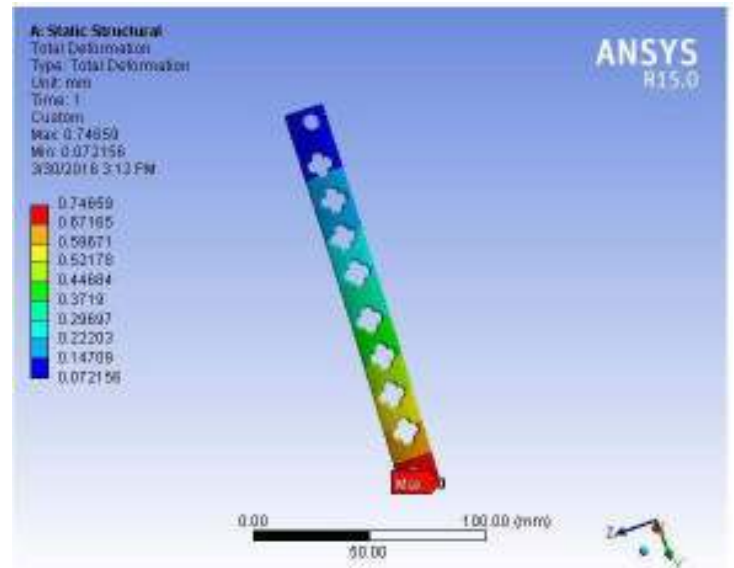 A: Static Structural
Total Deformation
Type: Total Deformation
Unit: mm
Time: 1
Custom
Max: 0.74659
Min: 0.072156
3/30/2016 3:13 PM
ANSYS
R15.0
0.74659
0.67165
0.59671
0.52178
0.44684
0.3719
0.29697
0.22203
0.14709
0.072156
Max
0.00
100.00 (mm)
50.00
Z
Y